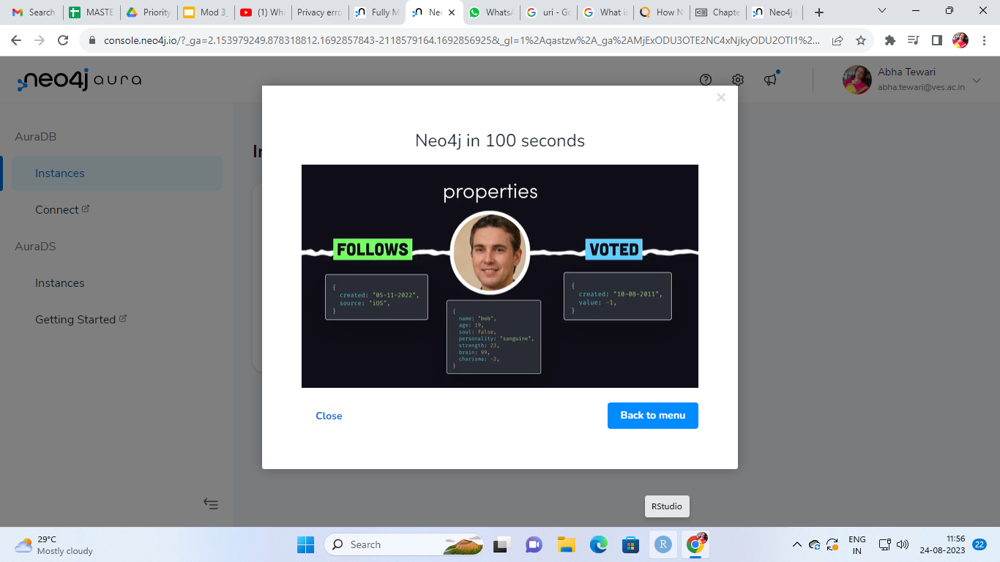 Search
MASTE
Priority
Mod 3,
(1) Wha
Privacy erro
Fully M
Neo
WhatsA
uri - Go
What is
How N
Chapte
Neo4j
console.neo4j.io/?_ga=2.153979249.878318812.1692857843-2118579164.1692856925&_gl=1%2Aqastzw%2A_ga%2AMjExODU3OTE2NC4xNjkyODU2OTI1%2...
neo4j aura
Abha Tewari
abha.tewari@ves.ac.in
AuraDB
Instances
Connect
AuraDS
Instances
Getting Started
Neo4j in 100 seconds
properties
FOLLOWS
VOTED
{
created: "05-11-2022",
source: "iOS",
}
{
name: "bob",
age: 19,
soul: false,
personality: "sanguine",
strength: 23,
brain: 99,
charisma: -2,
}
{
created: "10-08-2011",
value: -1,
}
Close
Back to menu
RStudio
29°C
Mostly cloudy
Search
R
ENG
IN
11:56
24-08-2023
22